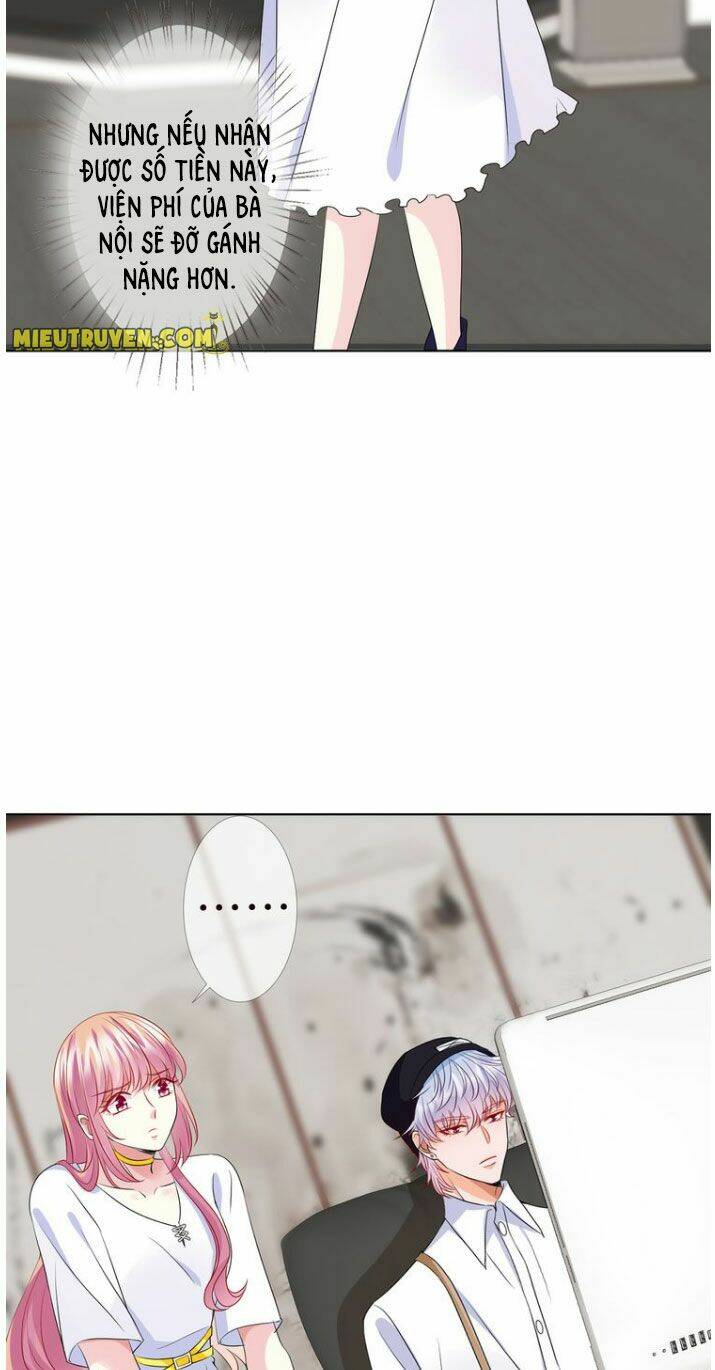 NHƯNG NẾU NHẬN
ĐƯỢC SỐ TIỀN NÀY,
VIỆN PHÍ CỦA BÀ
NỘI SẼ ĐỠ GÁNH
NẶNG HƠN.
MIEUTRUYEN.COM
......